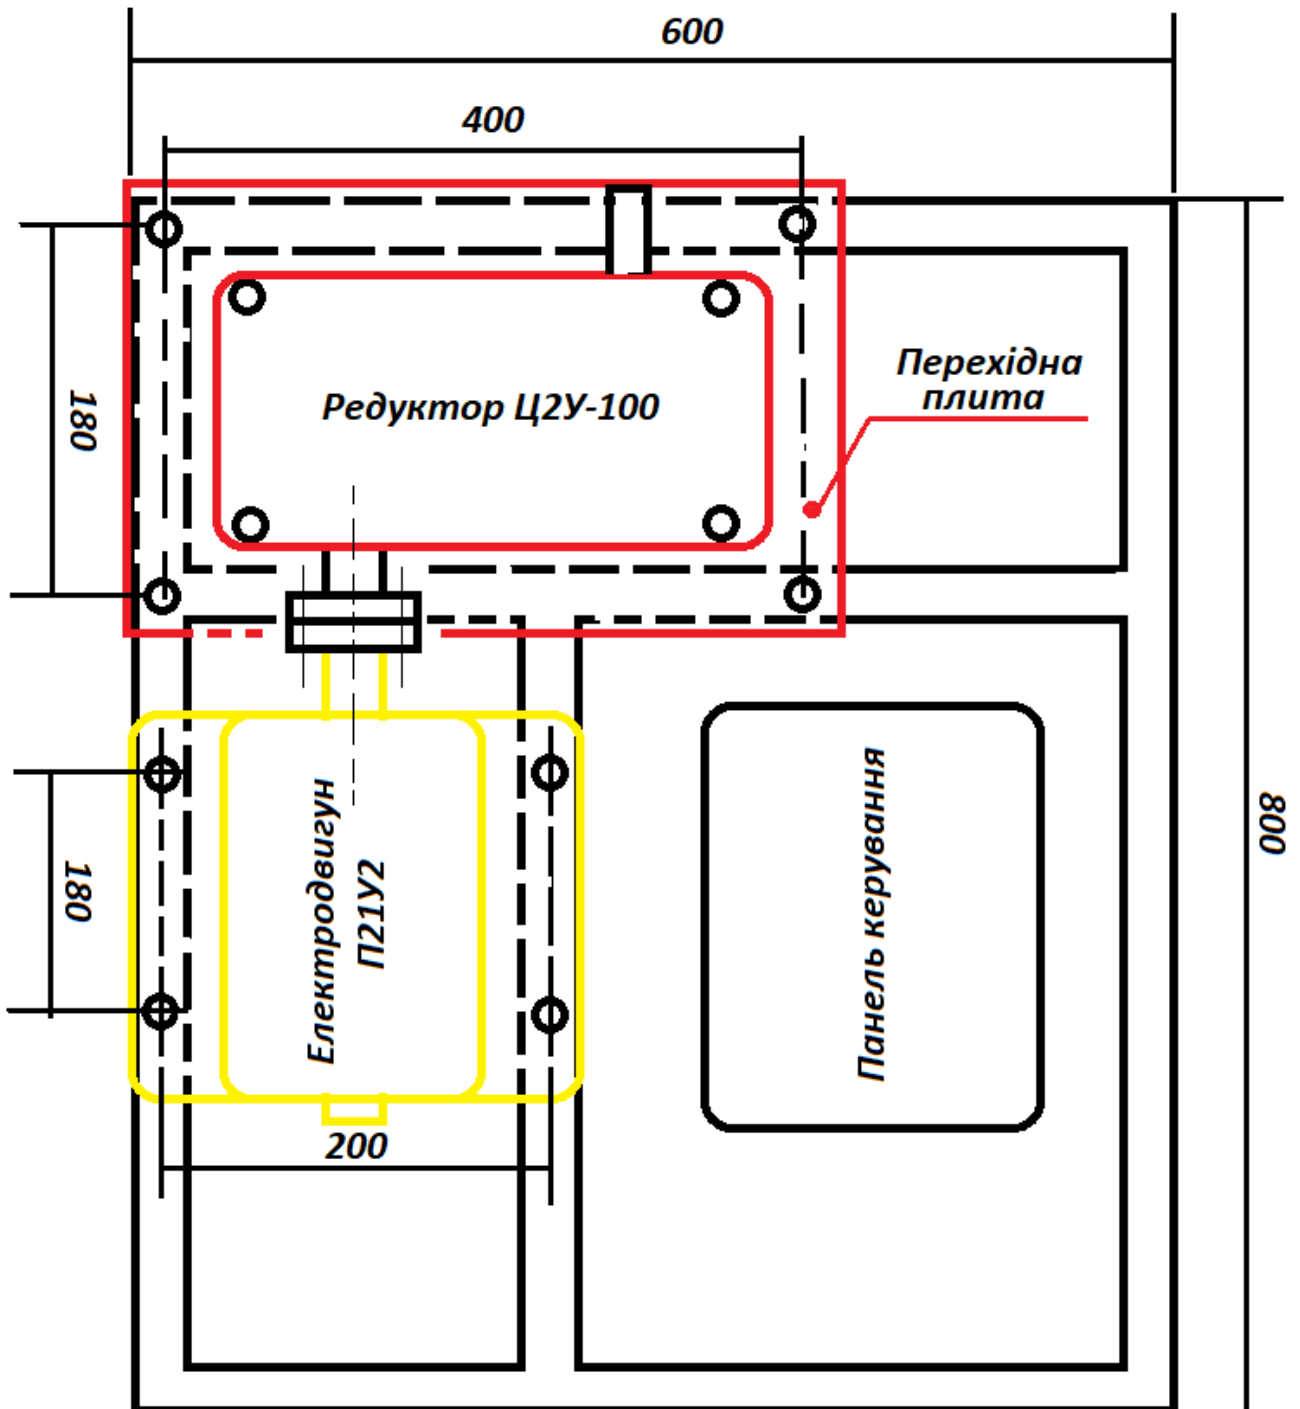 600
400
180
Редуктор Ц2У-100
Перехідна
плита
180
Електродвигун
П21У2
Панель керування
800
200